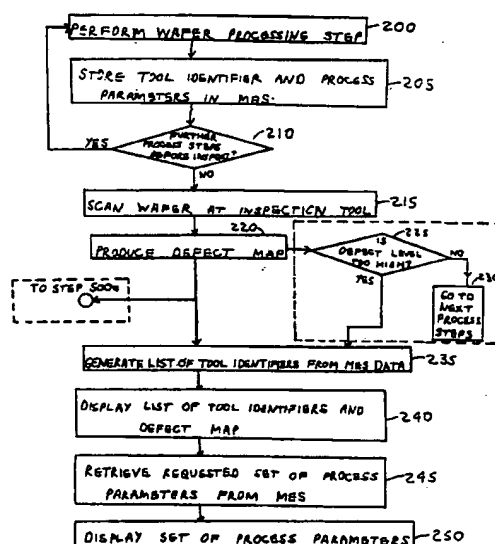 200
PERFORM WAFER PROCESSING STEP
STORE TOOL IDENTIFIER AND PROCESS
PARAMETERS IN MES.
205
YES
FURTHER
PROCESS STEPS
BEFORE INSPECT?
210
NO
SCAN WAFER AT INSPECTION TOOL
215
220
PRODUCE DEFECT MAP
225
IS
DEFECT LEVEL
TOO HIGH?
NO
YES
230
GO TO
NEXT
PROCESS
STEPS
TO STEP 500a
GENERATE LIST OF TOOL IDENTIFIERS FROM MES DATA
235
DISPLAY LIST OF TOOL IDENTIFIERS AND
DEFECT MAP
240
RETRIEVE REQUESTED SET OF PROCESS
PARAMETERS FROM MES
245
DISPLAY SET OF PROCESS PARAMETERS
250